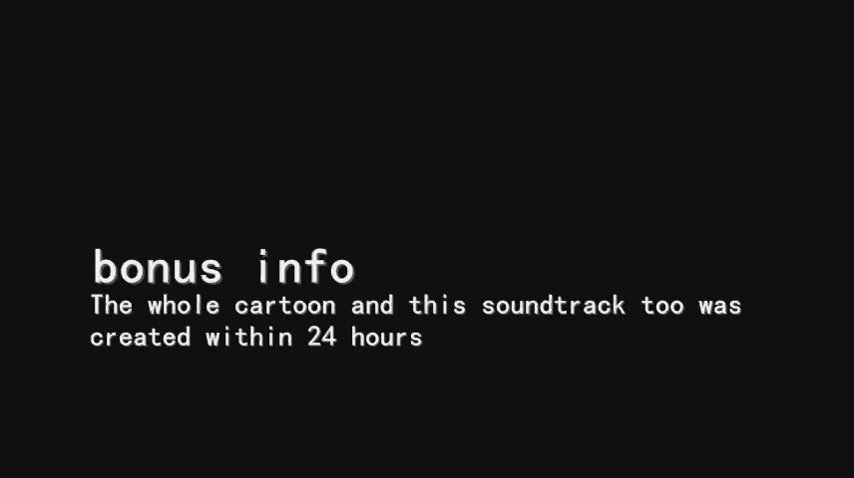 bonus info
The whole cartoon and this soundtrack too was
created within 24 hours